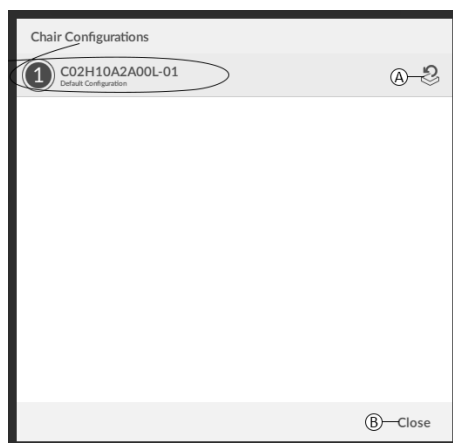 Chair Configurations
1 C02H10A2A00L-01
Default Configuration
A
B Close